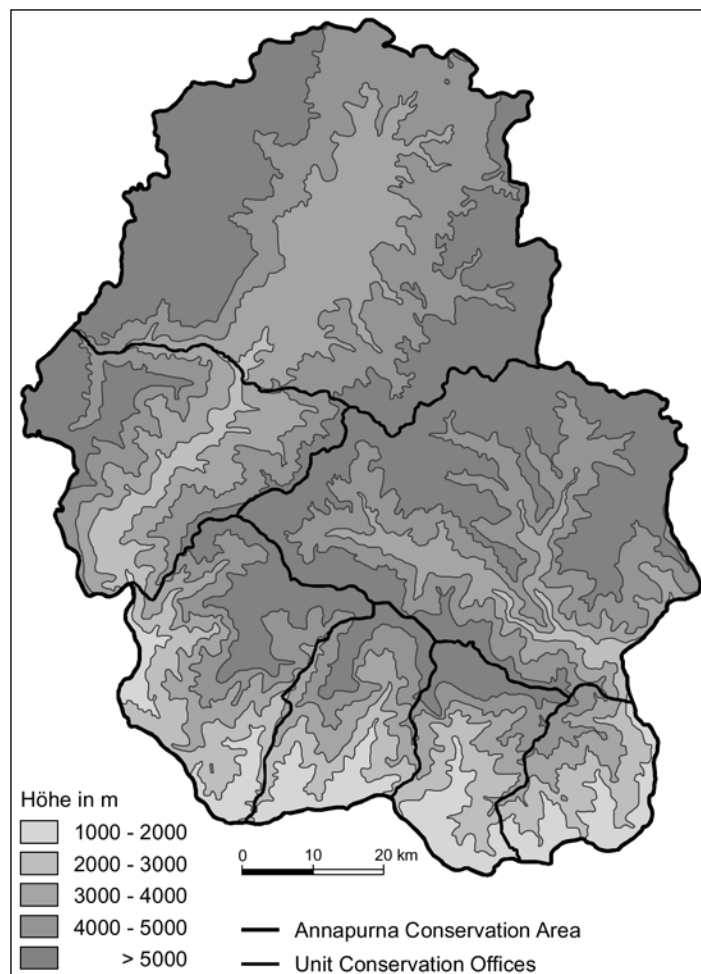 Höhe in m
1000 - 2000
2000 - 3000
3000 - 4000
4000 - 5000
> 5000
0 10 20 km
Annapurna Conservation Area
Unit Conservation Offices